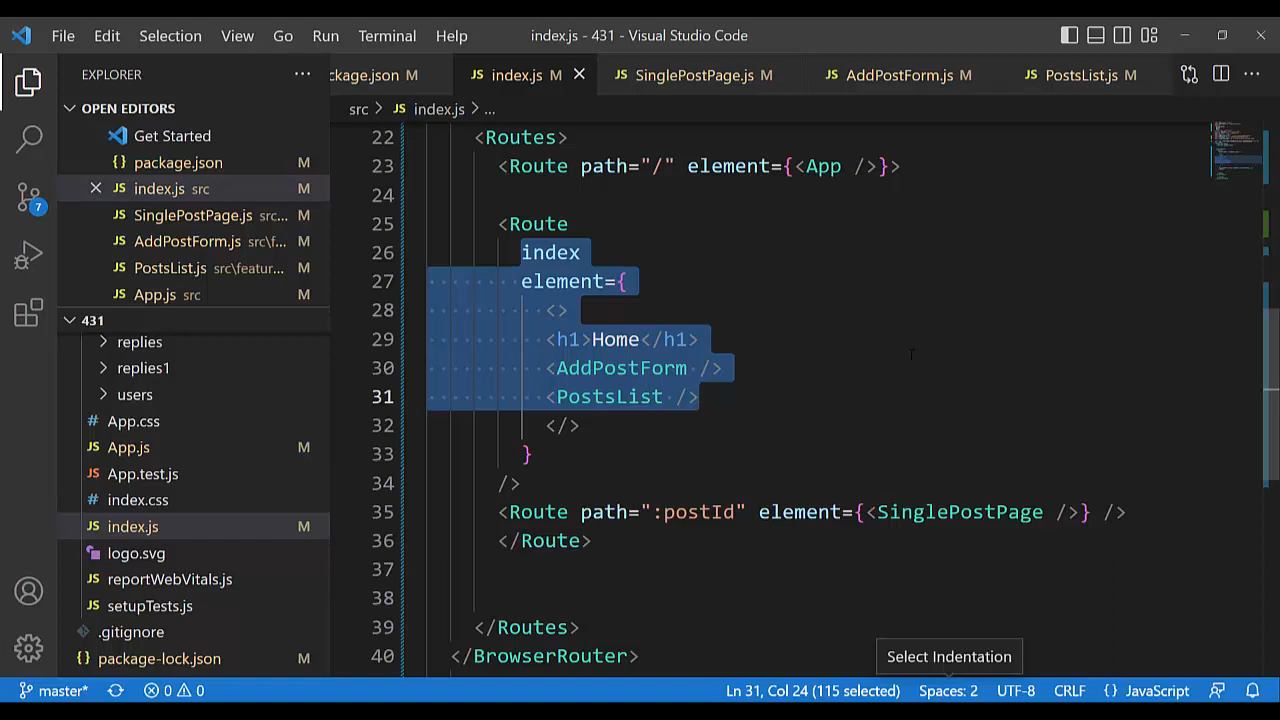 File Edit Selection View Go Run Terminal Help index.js - 431 - Visual Studio Code
EXPLORER
OPEN EDITORS
Get Started
package.json M
index.js src M
SinglePostPage.js src... M
AddPostForm.js src\f... M
PostsList.js src\featur... M
App.js src M
431
replies
replies1
users
App.css
App.js M
App.test.js
index.css
index.js M
logo.svg
reportWebVitals.js
setupTests.js
.gitignore
package-lock.json M
7
ckage.json M index.js M SinglePostPage.js M AddPostForm.js M PostsList.js M
src > index.js > ...
22 <Routes>
23 <Route path="/" element={<App />}>
24
25 <Route
26 index
27 element={
28 <>
29 <h1>Home</h1>
30 <AddPostForm />
31 <PostsList />
32 </>
33 }
34 />
35 <Route path=":postId" element={<SinglePostPage />} />
36 </Route>
37
38
39 </Routes>
40 </BrowserRouter>
Select Indentation
master* 0 0 Ln 31, Col 24 (115 selected) Spaces: 2 UTF-8 CRLF {} JavaScript